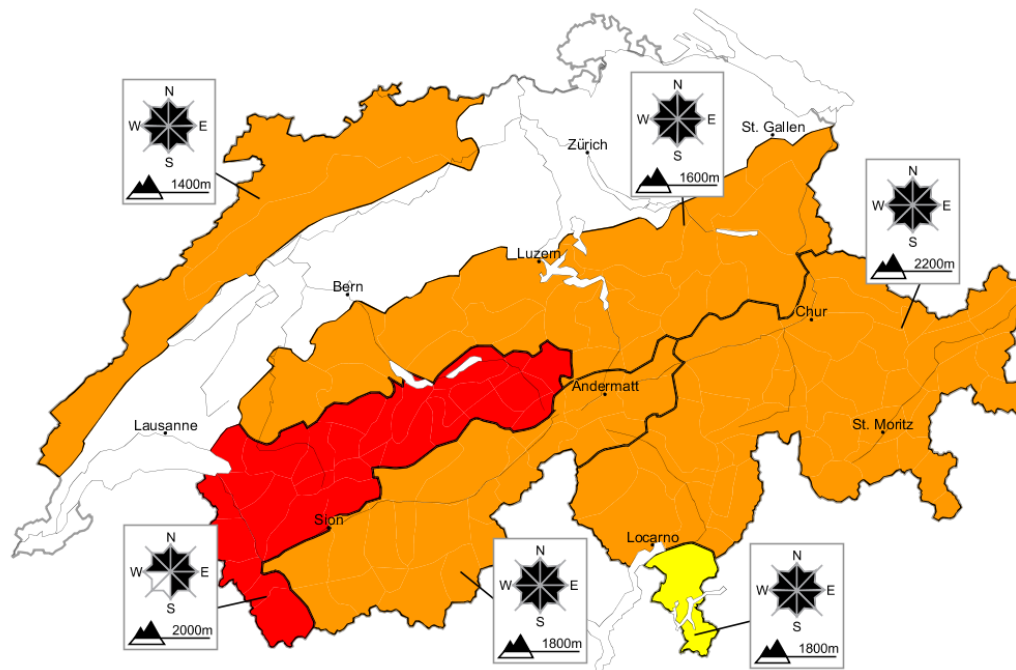 N
W E
S
1400m
N
W E
S
1600m
St. Gallen
Zürich
N
W E
S
2200m
Luzern
Bern
Chur
Andermatt
Lausanne
St. Moritz
Sion
Locarno
N
W E
S
2000m
N
W E
S
1800m
N
W E
S
1800m